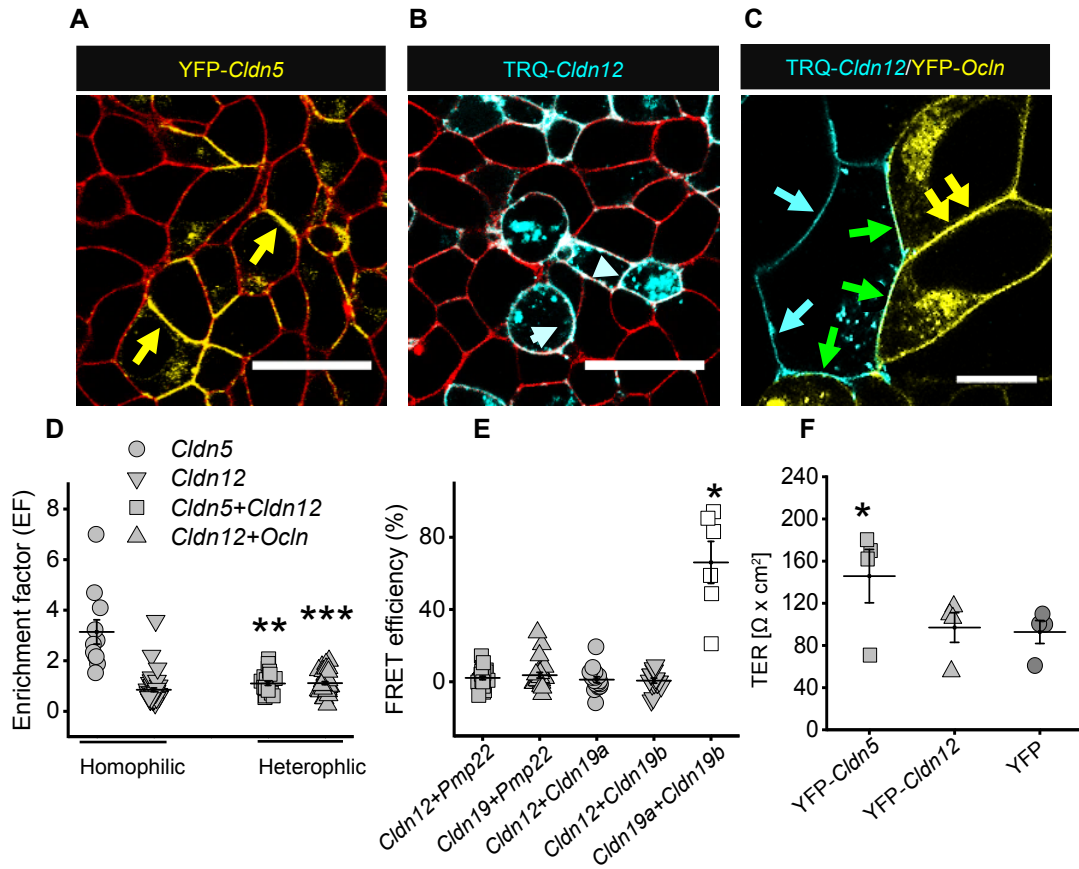 A
B
C
YFP-Cldn5
TRQ-Cldn12
TRQ-Cldn12/YFP-Ocln
D
E
F
Cldn5
Cldn12
Cldn5+Cldn12
Cldn12+Ocln
Enrichment factor (EF)
8
6
4
2
0
**
***
Homophilic
Heterophlic
FRET efficiency (%)
80
40
0
*
Cldn12+Pmp22
Cldn19+Pmp22
Cldn12+Cldn19a
Cldn12+Cldn19b
Cldn19a+Cldn19b
TER [Ω x cm²]
240
200
160
120
80
40
0
*
YFP-Cldn5
YFP-Cldn12
YFP